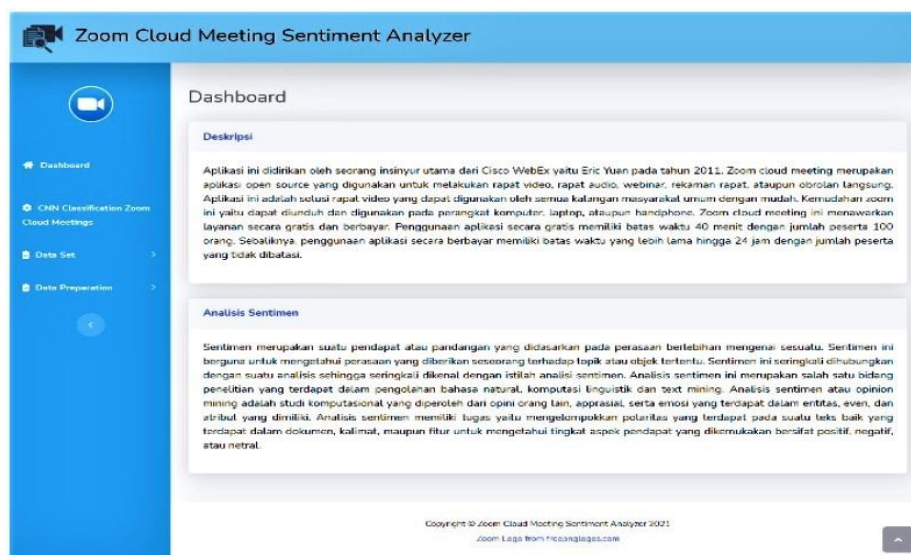 Zoom Cloud Meeting Sentiment Analyzer
Dashboard
CNN Classification Zoom
Cloud Meetings
Data Set
Data Preparation
Dashboard
Deskripsi
Aplikasi ini didirikan oleh seorang insinyur utama dari Cisco WebEx yaitu Eric Yuan pada tahun 2011. Zoom cloud meeting merupakan
aplikasi open source yang digunakan untuk melakukan rapat video, rapat audio, webinar, rekaman rapat, ataupun obrolan langsung.
Aplikasi ini adalah solusi rapat video yang dapat digunakan oleh semua kalangan masyarakat umum dengan mudah. Kemudahan zoom
ini yaitu dapat diunduh dan digunakan pada perangkat komputer, laptop, ataupun handphone. Zoom cloud meeting ini menawarkan
layanan secara gratis dan berbayar. Penggunaan aplikasi secara gratis memiliki batas waktu 40 menit dengan jumlah peserta 100
orang. Sebaliknya, penggunaan aplikasi secara berbayar memiliki batas waktu yang lebih lama hingga 24 jam dengan jumlah peserta
yang tidak dibatasi.
Analisis Sentimen
Sentimen merupakan suatu pendapat atau pandangan yang didasarkan pada perasaan berlebihan mengenai sesuatu. Sentimen ini
berguna untuk mengetahui perasaan yang diberikan seseorang terhadap topik atau objek tertentu. Sentimen ini seringkali dihubungkan
dengan suatu analisis sehingga seringkali dikenal dengan istilah analisi sentimen. Analisis sentimen ini merupakan salah satu bidang
penelitian yang terdapat dalam pengolahan bahasa natural, komputasi linguistik dan text mining. Analisis sentimen atau opinion
mining adalah studi komputasional yang diperoleh dari opini orang lain, apprasial, serta emosi yang terdapat dalam entitas, even, dan
atribut yang dimiliki. Analisis sentimen memiliki tugas yaitu mengelompokkan polaritas yang terdapat pada suatu teks baik yang
terdapat dalam dokumen, kalimat, maupun fitur untuk mengetahui tingkat aspek pendapat yang dikemukakan bersifat positif, negatif,
atau netral.
Copyright © Zoom Cloud Meeting Sentiment Analyzer 2021
Zoom Logo from freepnglogos.com